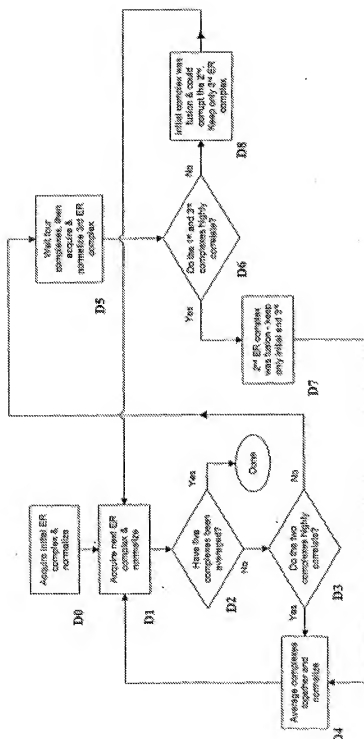 Acquire initial ER
complex &
normalize
D0
Acquire next ER
complex &
normalize
D1
Have five
complexes been
averaged?
D2
Yes
No
Done
Do the two
complexes highly
correlate?
D3
Yes
No
Average complexes
together and
normalize
D4
Wait four
complexes, then
acquire &
normalize 3rd ER
complex
D5
Do the 1st and 3rd
complexes highly
correlate?
D6
Yes
No
2nd ER complex
was fusion - keep
only initial and 3rd
D7
Initial complex was
fusion & could
corrupt the 2nd.
Keep only 3rd ER
complex
D8